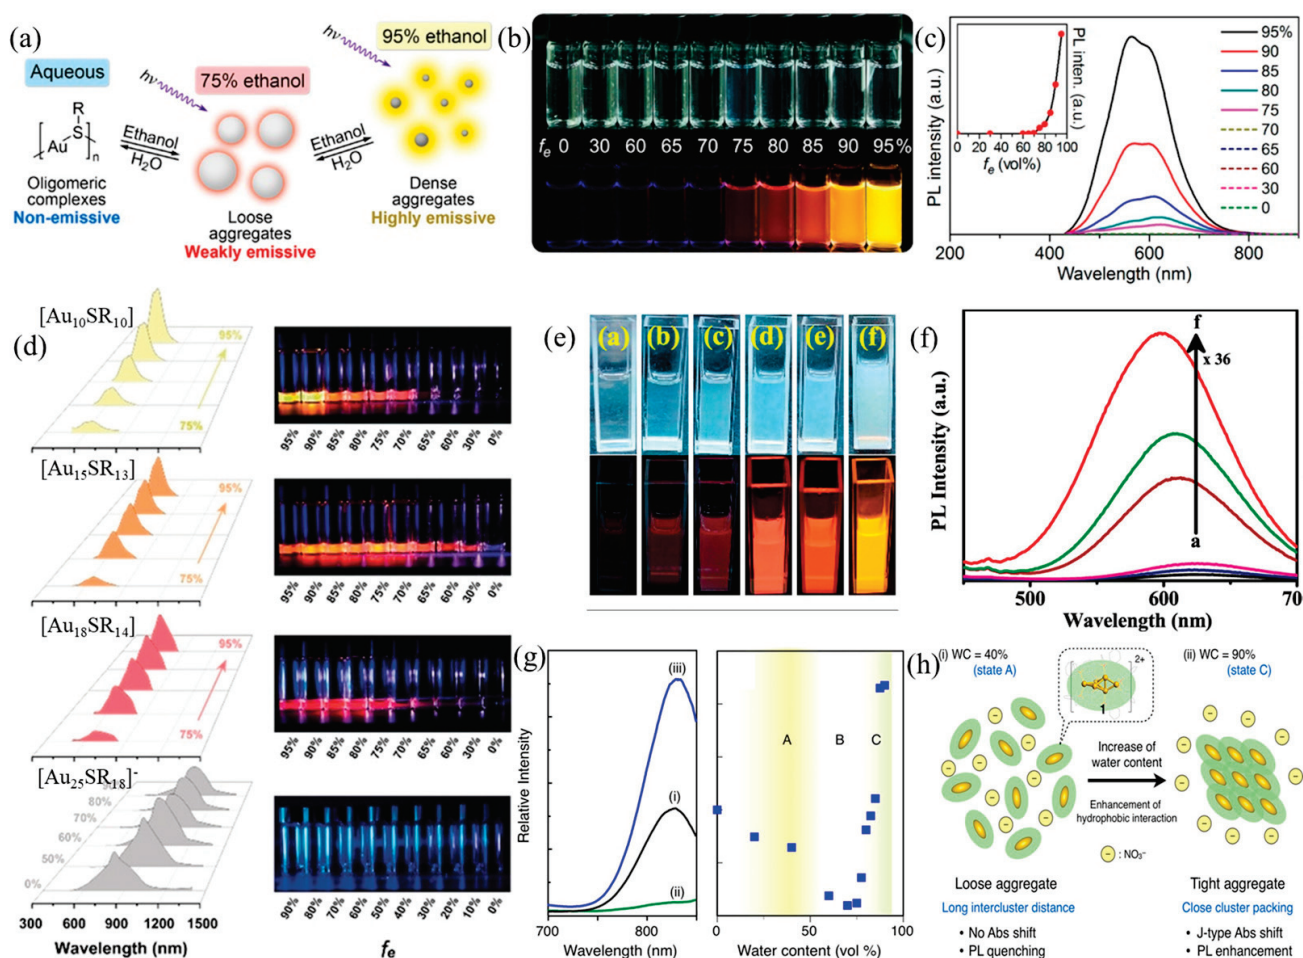 (a)
Aqueous
hν
75% ethanol
hν
95% ethanol
R
S
Au
n
Ethanol
H2O
Ethanol
H2O
Oligomeric
complexes
Non-emissive
Loose
aggregates
Weakly emissive
Dense
aggregates
Highly emissive
(b)
fe 0 30 60 65 70 75 80 85 90 95%
(c)
PL intensity (a.u.)
PL inten. (a.u.)
0 20 40 60 80 100
fe (vol%)
95%
90
85
80
75
70
65
60
30
0
200 400 600 800
Wavelength (nm)
(d)
[Au10SR10]
95%
75%
95% 90% 85% 80% 75% 70% 65% 60% 30% 0%
[Au15SR13]
95%
75%
95% 90% 85% 80% 75% 70% 65% 60% 30% 0%
[Au18SR14]
95%
75%
95% 90% 85% 80% 75% 70% 60% 30% 20% 10% 0%
[Au25SR18]-
80%
70%
60%
50%
0%
90% 80% 70% 60% 50% 40% 30% 20% 10% 0%
300 600 900 1200 1500
Wavelength (nm)
fe
(e)
(a) (b) (c) (d) (e) (f)
(f)
PL Intensity (a.u.)
f
x 36
a
500 600 70
Wavelength (nm)
(g)
Relative Intensity
(iii)
(i)
(ii)
700 800
Wavelength (nm)
A B C
0 50 100
Water content (vol %)
(h)
(i) WC = 40%
(state A)
2+
1
(ii) WC = 90%
(state C)
Increase of
water content
Enhancement of
hydrophobic interaction
: NO3−
Loose aggregate
Long intercluster distance
• No Abs shift
• PL quenching
Tight aggregate
Close cluster packing
• J-type Abs shift
• PL enhancement